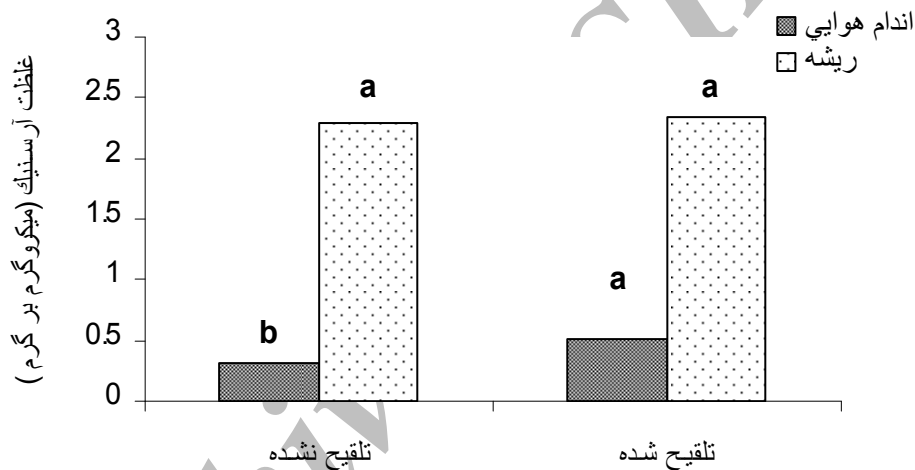 اندام هوايي
ريشه
غلظت آرسنيك (ميكروگرم بر گرم )
3
2.5
2
1.5
1
0.5
0
a
a
a
b
تلقيح نشده
تلقيح شده